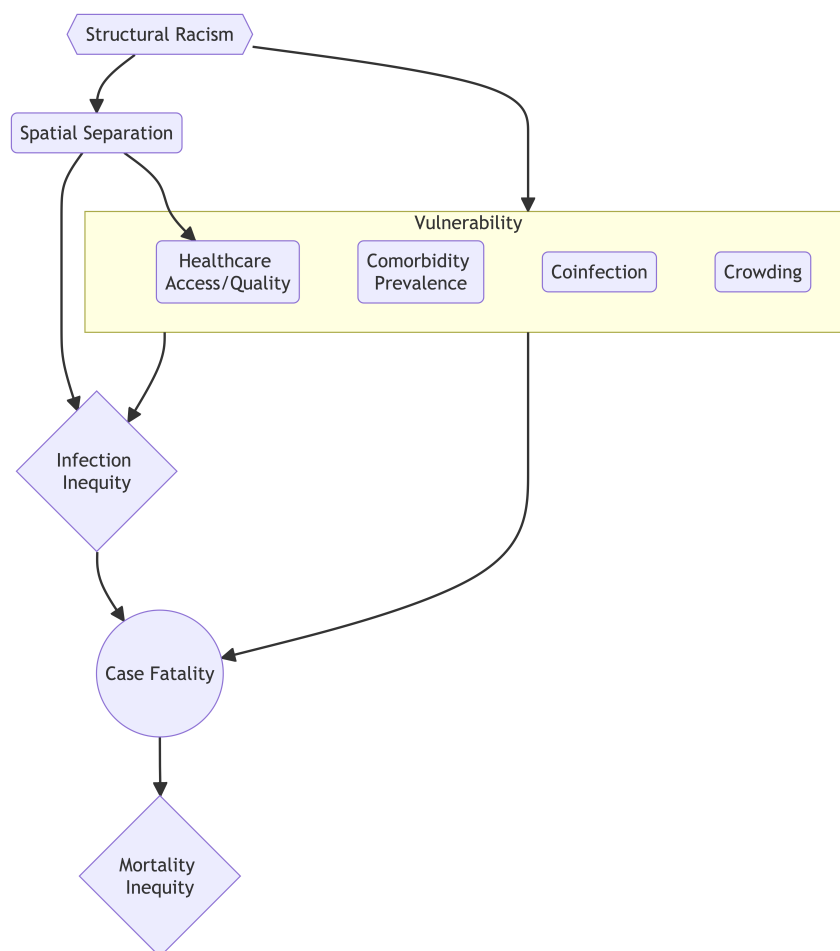 Structural Racism
Spatial Separation
Vulnerability
Healthcare
Access/Quality
Comorbidity
Prevalence
Coinfection
Crowding
Infection
Inequity
Case Fatality
Mortality
Inequity